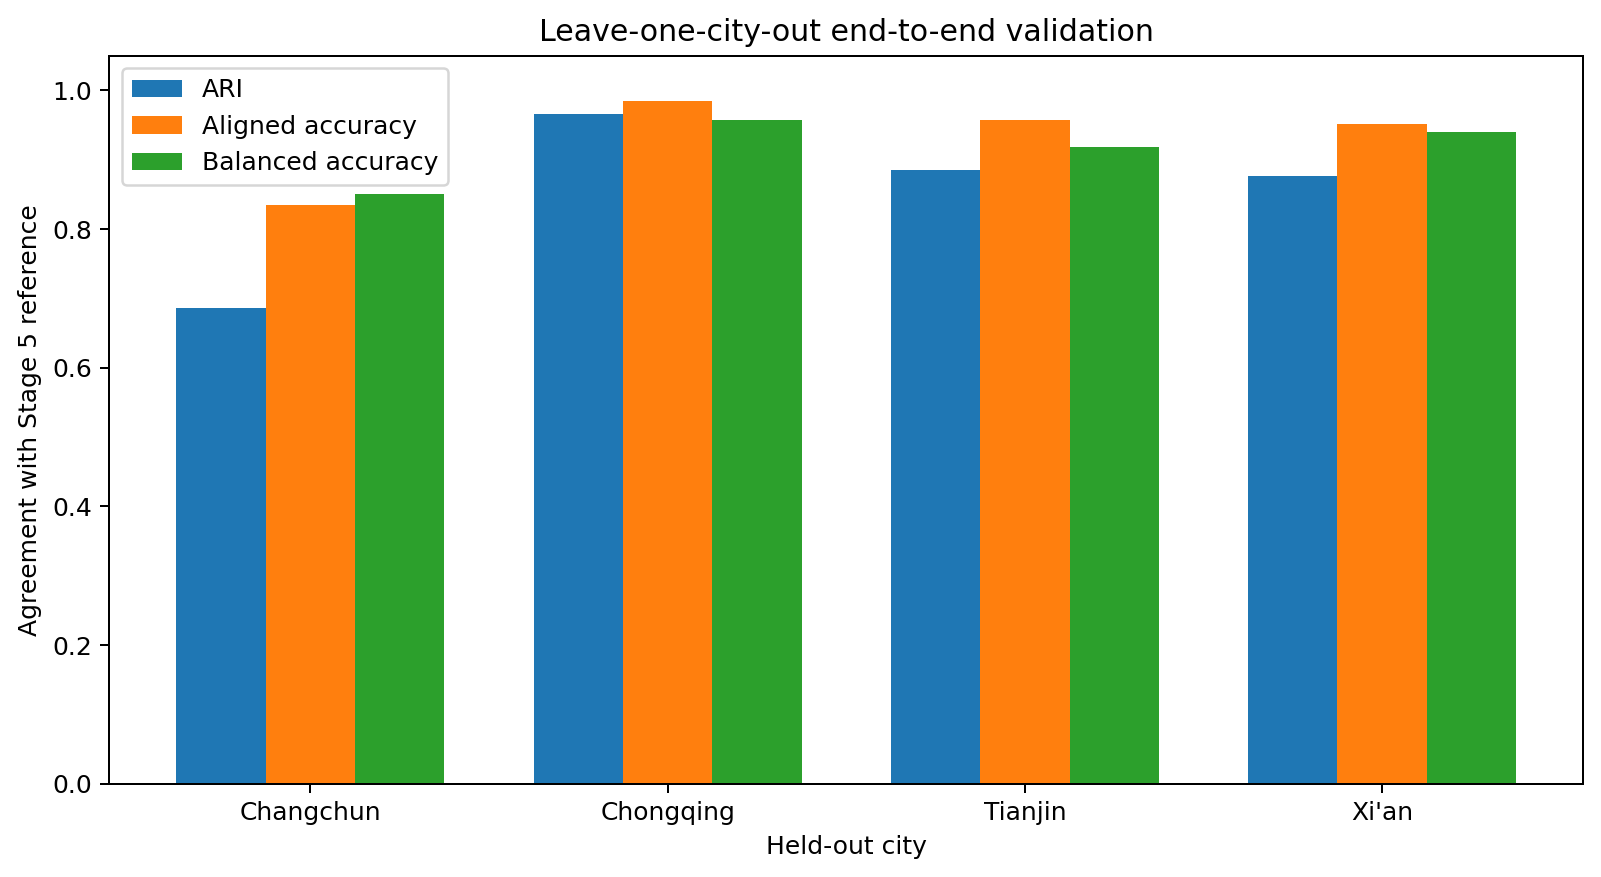 Leave-one-city-out end-to-end validation
ARI
Aligned accuracy
Balanced accuracy
Agreement with Stage 5 reference
1.0
0.8
0.6
0.4
0.2
0.0
Changchun Chongqing Tianjin Xi'an
Held-out city